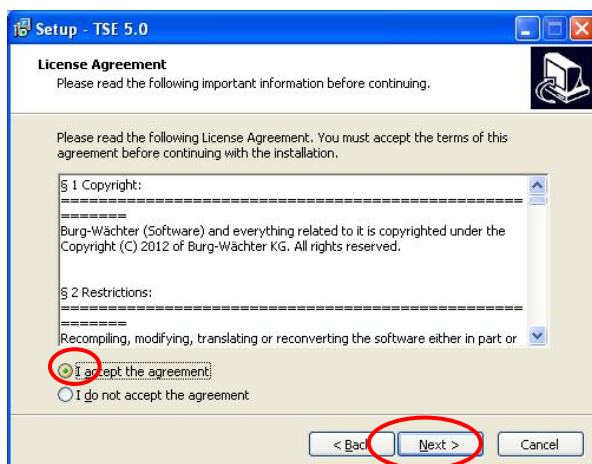 Setup - TSE 5.0
License Agreement
Please read the following important information before continuing.
Please read the following License Agreement. You must accept the terms of this
agreement before continuing with the installation.
§ 1 Copyright:
====================================================
=======
Burg-Wächter (Software) and everything related to it is copyrighted under the
Copyright (C) 2012 of Burg-Wächter KG. All rights reserved.
§ 2 Restrictions:
====================================================
=======
Recompiling, modifying, translating or reconverting the software either in part or
I accept the agreement
I do not accept the agreement
< Back
Next >
Cancel